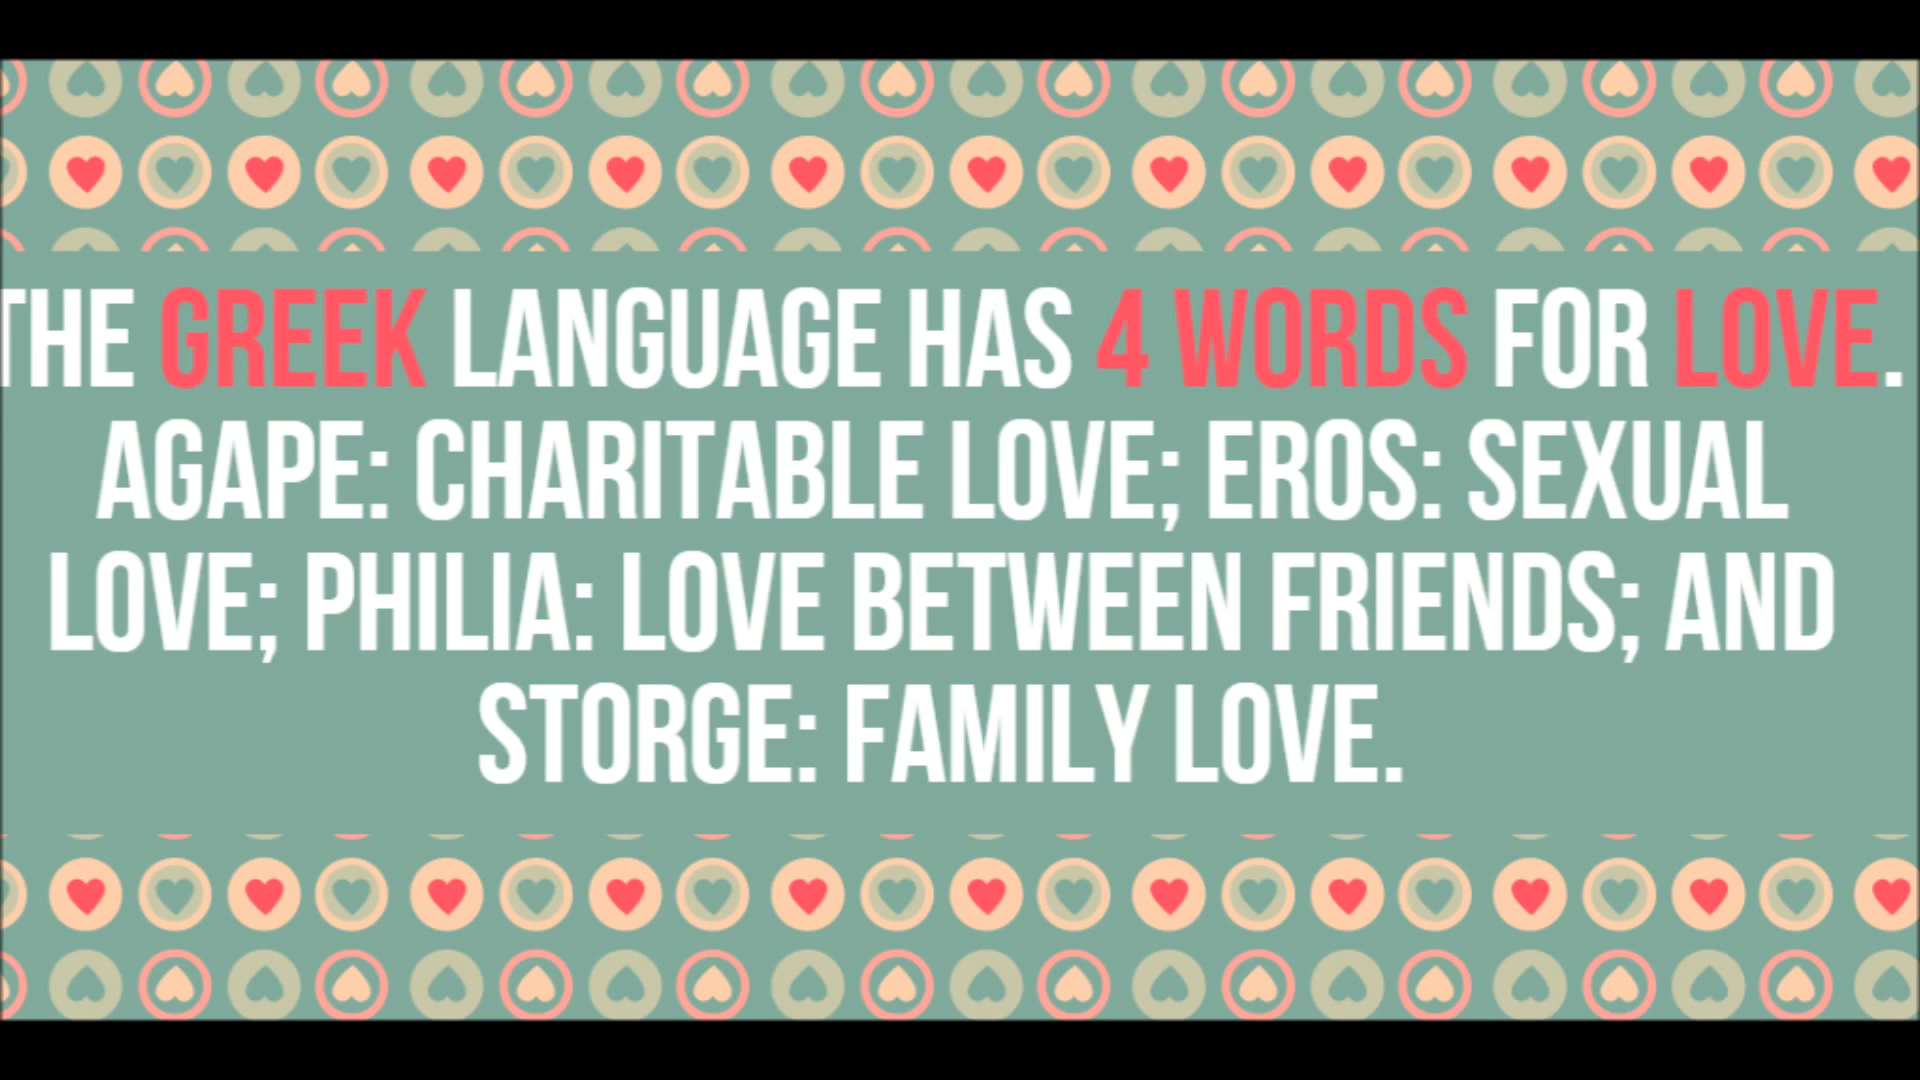 THE GREEK LANGUAGE HAS 4 WORDS FOR LOVE.
AGAPE: CHARITABLE LOVE; EROS: SEXUAL
LOVE; PHILIA: LOVE BETWEEN FRIENDS; AND
STORGE: FAMILY LOVE.